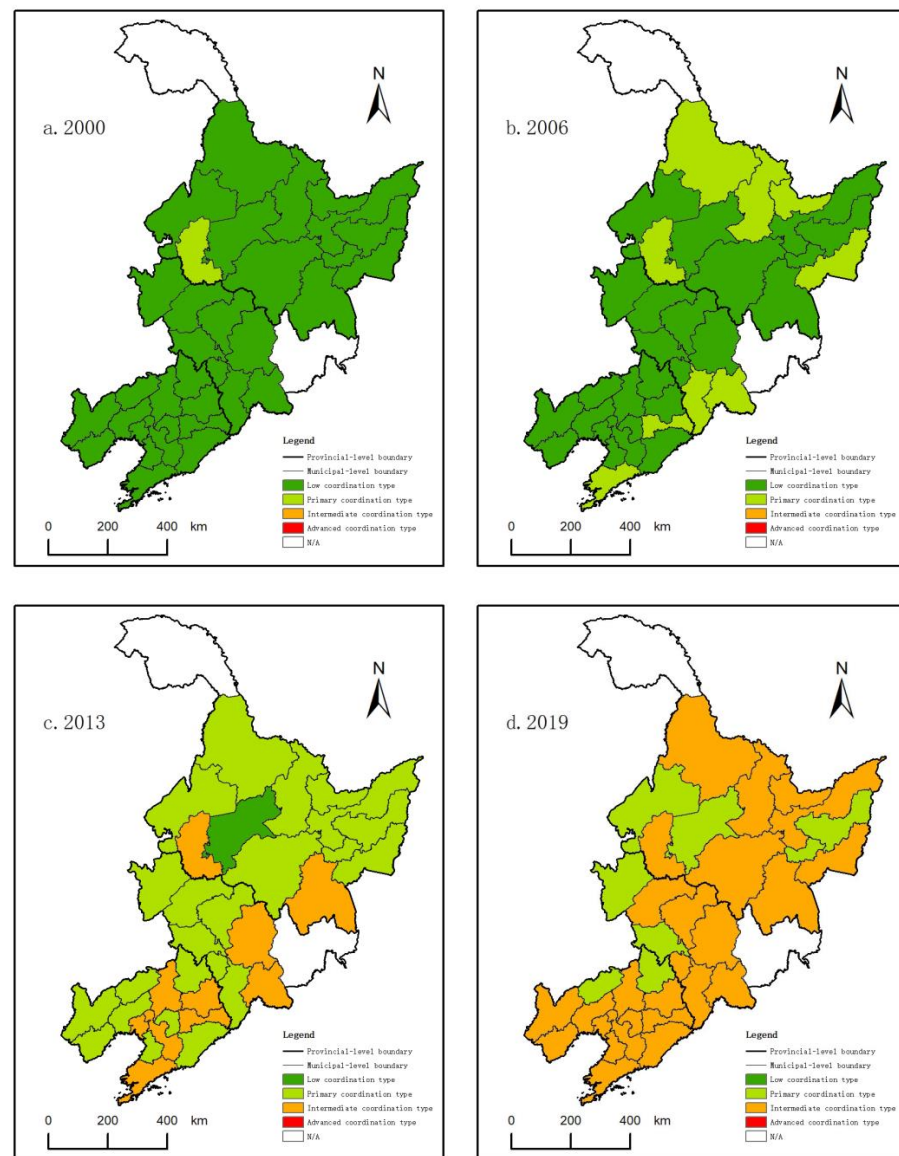 N
a. 2000
Legend
Provincial-level boundary
Municipal-level boundary
Low coordination type
Primary coordination type
Intermediate coordination type
Advanced coordination type
N/A
0 200 400 km
N
b. 2006
Legend
Provincial-level boundary
Municipal-level boundary
Low coordination type
Primary coordination type
Intermediate coordination type
Advanced coordination type
N/A
0 200 400 km
N
c. 2013
Legend
Provincial-level boundary
Municipal-level boundary
Low coordination type
Primary coordination type
Intermediate coordination type
Advanced coordination type
N/A
0 200 400 km
N
d. 2019
Legend
Provincial-level boundary
Municipal-level boundary
Low coordination type
Primary coordination type
Intermediate coordination type
Advanced coordination type
N/A
0 200 400 km